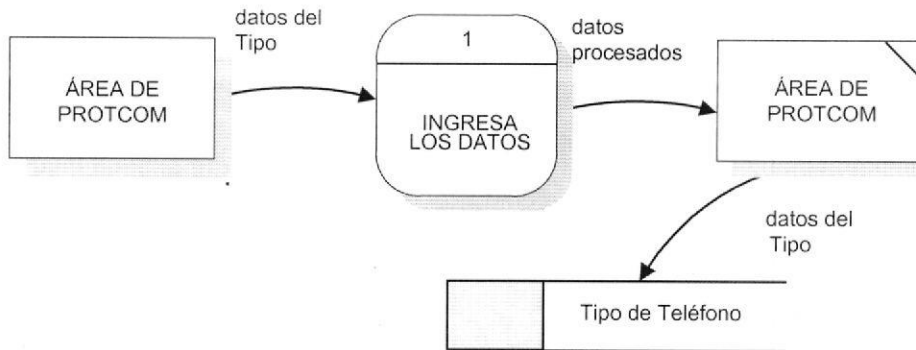 datos del
Tipo
ÁREA DE
PROTCOM
1
INGRESA
LOS DATOS
datos
procesados
ÁREA DE
PROTCOM
datos del
Tipo
Tipo de Teléfono